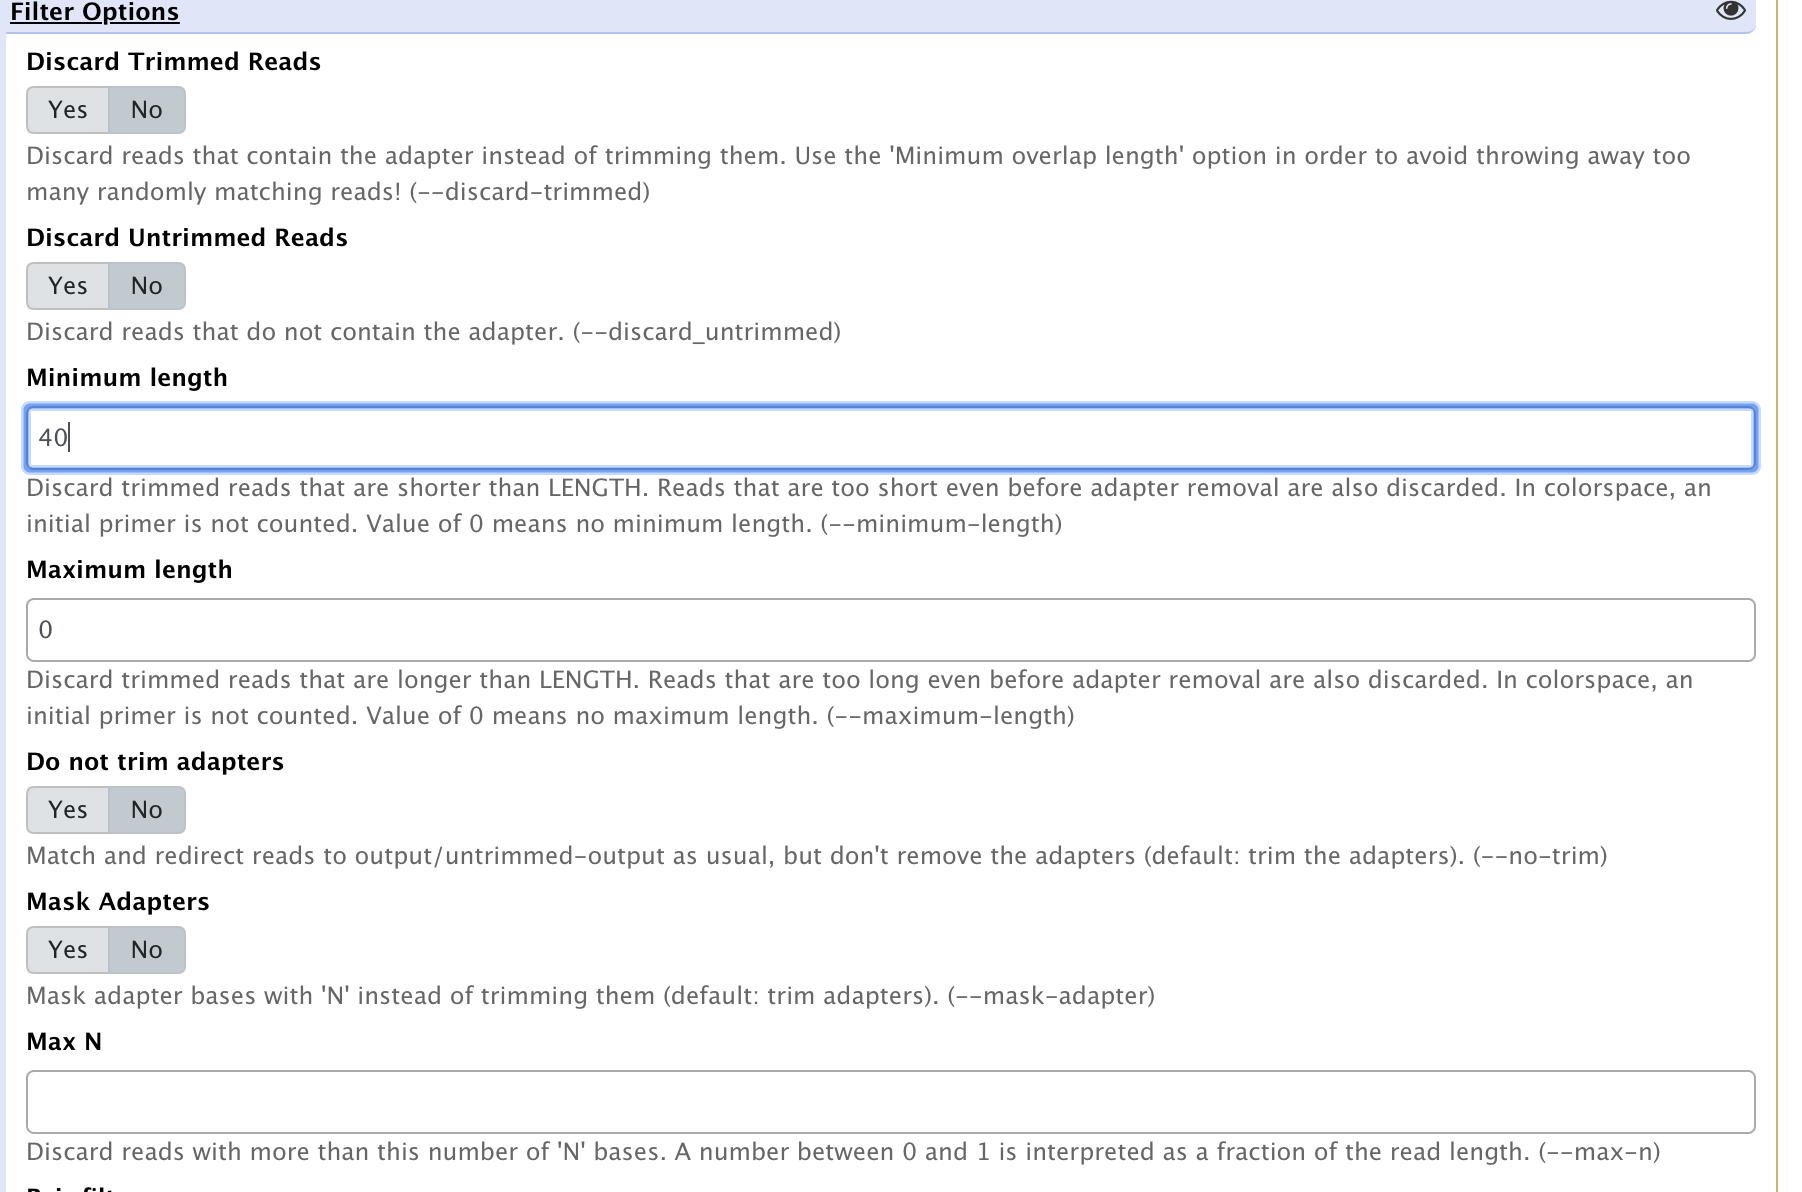 Filter Options
Discard Trimmed Reads
Yes No
Discard reads that contain the adapter instead of trimming them. Use the 'Minimum overlap length' option in order to avoid throwing away too
many randomly matching reads! (--discard-trimmed)
Discard Untrimmed Reads
Yes No
Discard reads that do not contain the adapter. (--discard_untrimmed)
Minimum length
40
Discard trimmed reads that are shorter than LENGTH. Reads that are too short even before adapter removal are also discarded. In colorspace, an
initial primer is not counted. Value of 0 means no minimum length. (--minimum-length)
Maximum length
0
Discard trimmed reads that are longer than LENGTH. Reads that are too long even before adapter removal are also discarded. In colorspace, an
initial primer is not counted. Value of 0 means no maximum length. (--maximum-length)
Do not trim adapters
Yes No
Match and redirect reads to output/untrimmed-output as usual, but don't remove the adapters (default: trim the adapters). (--no-trim)
Mask Adapters
Yes No
Mask adapter bases with 'N' instead of trimming them (default: trim adapters). (--mask-adapter)
Max N
Discard reads with more than this number of 'N' bases. A number between 0 and 1 is interpreted as a fraction of the read length. (--max-n)